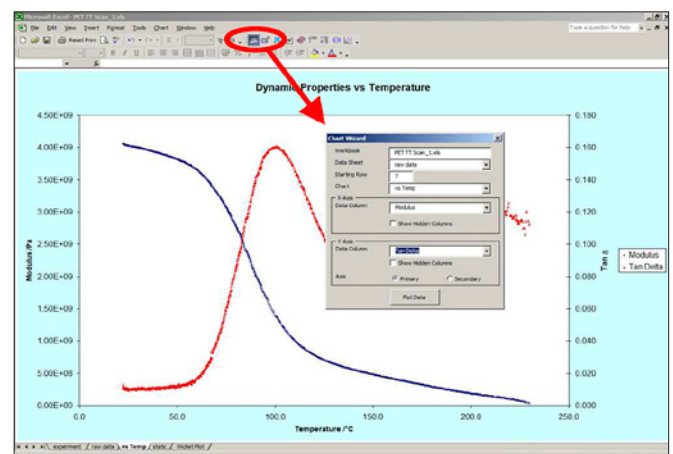 Microsoft Excel - PET TT Scan_1.xls
File Edit View Insert Format Tools Chart Window Help
Type a question for help
Dynamic Properties vs Temperature
4.50E+09
4.00E+09
3.50E+09
3.00E+09
2.50E+09
2.00E+09
1.50E+09
1.00E+09
5.00E+08
0.00E+00
Modulus /Pa
0.180
0.160
0.140
0.120
0.100
0.080
0.060
0.040
0.020
0.000
Tan δ
0.0 50.0 100.0 150.0 200.0 250.0
Temperature /°C
Modulus
Tan Delta
Chart Wizard
Workbook PET TT Scan_1.xls
Data Sheet raw data
Starting Row 7
Chart vs Temp
X Axis
Data Column Modulus
Show Hidden Columns
Y Axis
Data Column Tan Delta
Show Hidden Columns
Axis Primary Secondary
Plot Data
experiment / raw data / vs Temp / static / Wicket Plot /